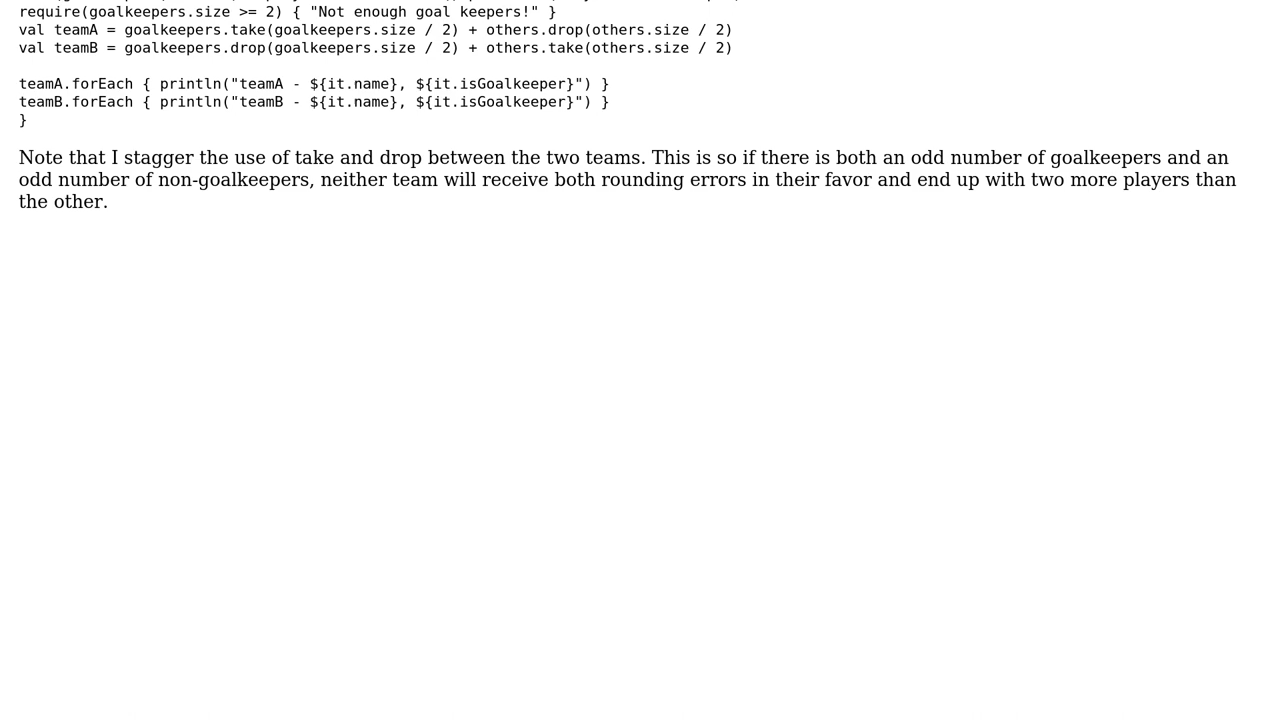 require(goalkeepers.size >= 2) { "Not enough goal keepers!" }
val teamA = goalkeepers.take(goalkeepers.size / 2) + others.drop(others.size / 2)
val teamB = goalkeepers.drop(goalkeepers.size / 2) + others.take(others.size / 2)
teamA.forEach { println("teamA - ${it.name}, ${it.isGoalkeeper}") }
teamB.forEach { println("teamB - ${it.name}, ${it.isGoalkeeper}") }
}
Note that I stagger the use of take and drop between the two teams. This is so if there is both an odd number of goalkeepers and an
odd number of non-goalkeepers, neither team will receive both rounding errors in their favor and end up with two more players than
the other.